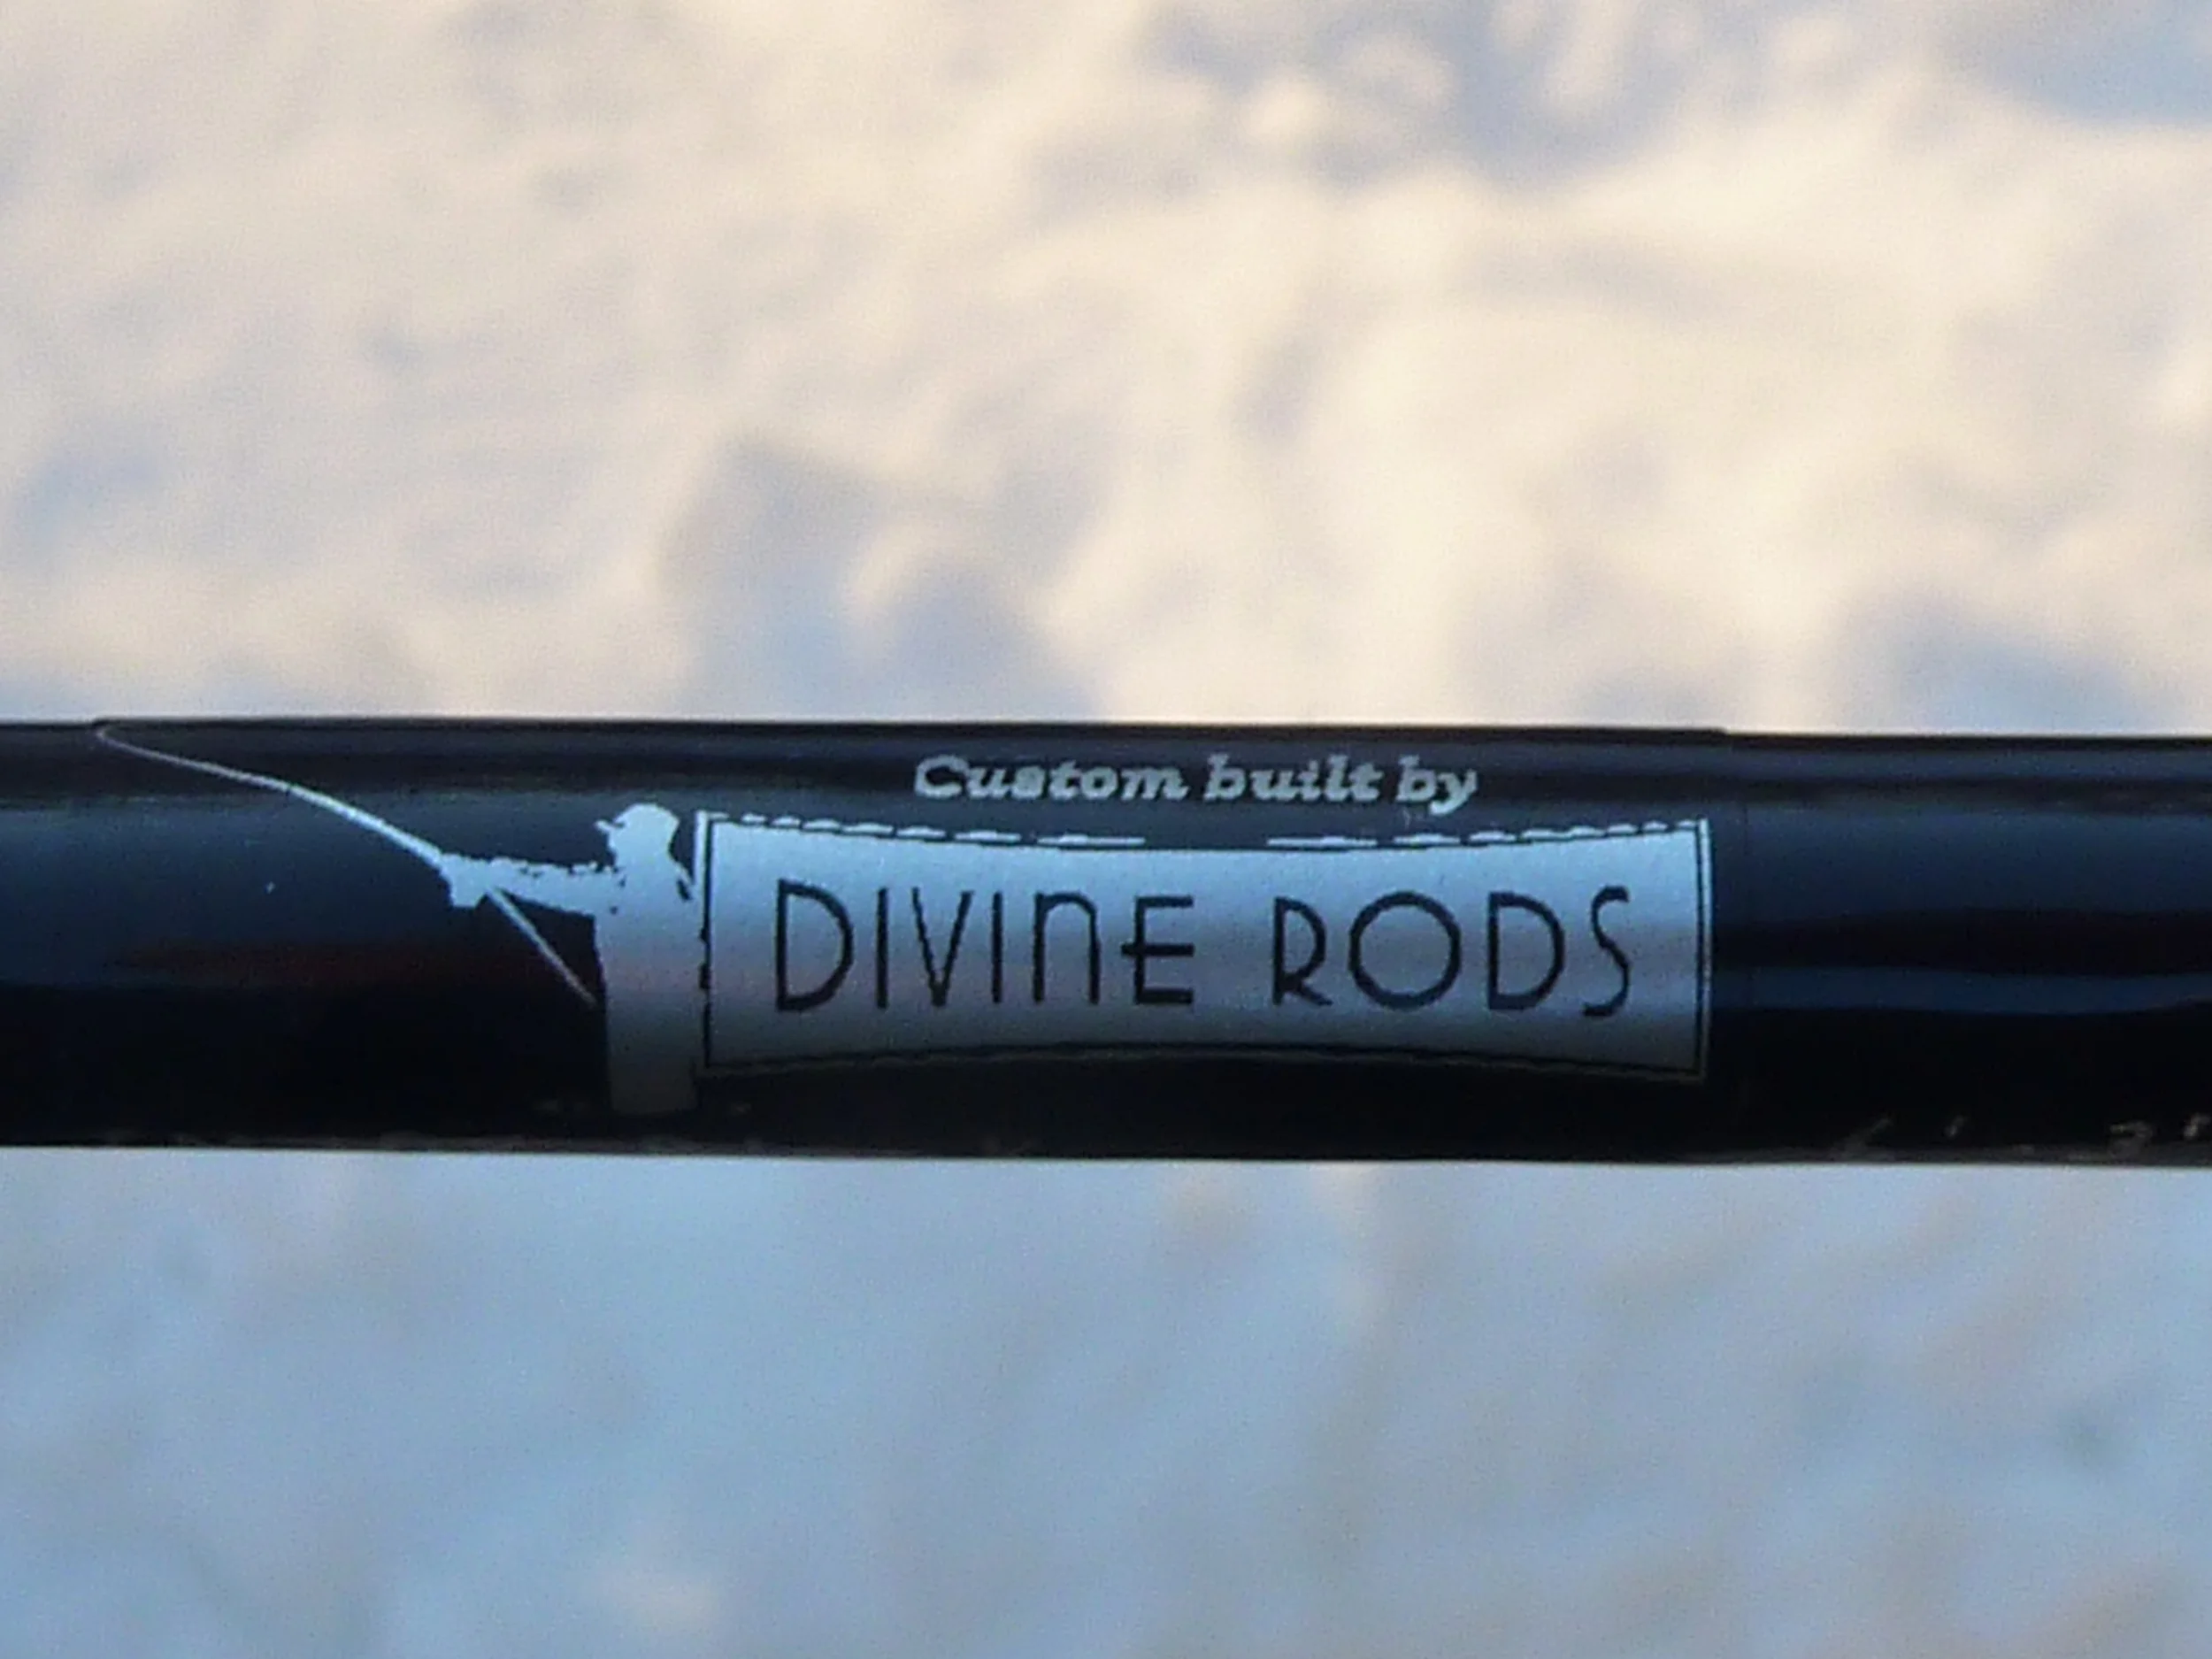 Custom built by
DIVINE RODS